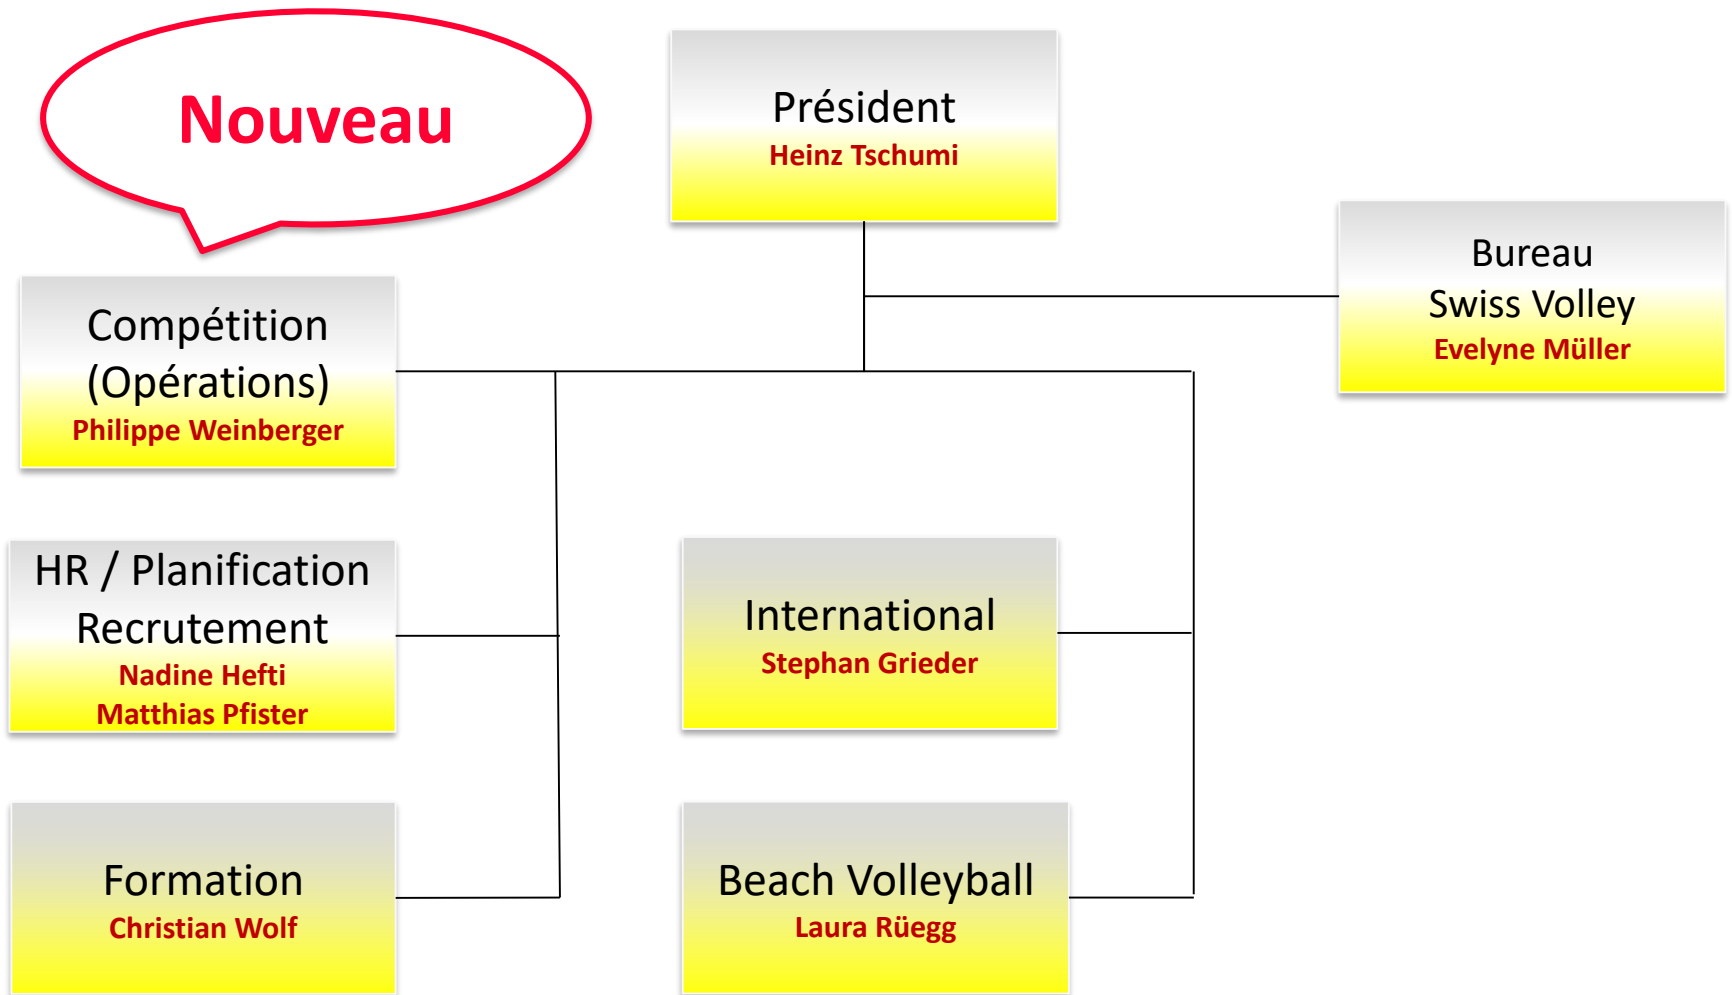 Nouveau
Président
Heinz Tschumi
Bureau
Swiss Volley
Evelyne Müller
Compétition
(Opérations)
Philippe Weinberger
HR / Planification
Recrutement
Nadine Hefti
Matthias Pfister
International
Stephan Grieder
Formation
Christian Wolf
Beach Volleyball
Laura Rüegg